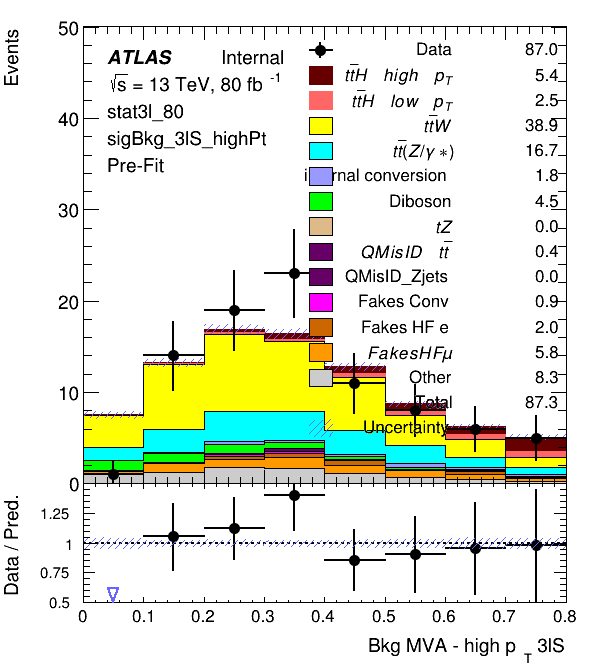 Events
50
40
30
20
10
0
ATLAS Internal
√s = 13 TeV, 80 fb⁻¹
stat3l_80
sigBkg_3lS_highPt
Pre-Fit
Data 87.0
tt̄H high p_T 5.4
tt̄H low p_T 2.5
tt̄W 38.9
tt̄(Z/γ*) 16.7
conversion 1.8
Diboson 4.5
tZ 0.0
QMisID tt̄ 0.4
QMisID_Zjets 0.0
Fakes Conv 0.9
Fakes HF e 2.0
FakesHFμ 5.8
Other 8.3
Total 87.3
Uncertainty
Data / Pred.
1.25
1
0.75
0.5
0 0.1 0.2 0.3 0.4 0.5 0.6 0.7 0.8
Bkg MVA - high p_T 3lS